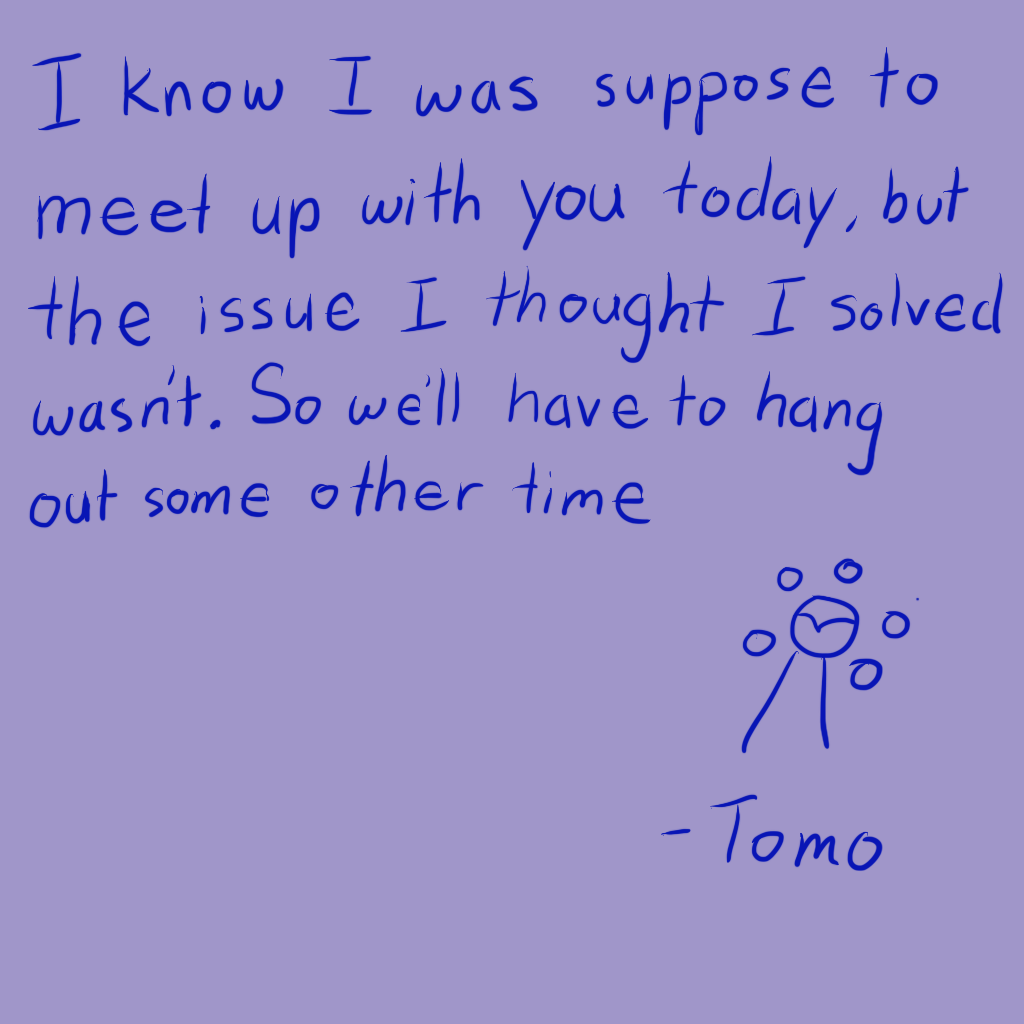 I know I was suppose to
meet up with you today, but
the issue I thought I solved
wasn't. So we'll have to hang
out some other time
-Tomo